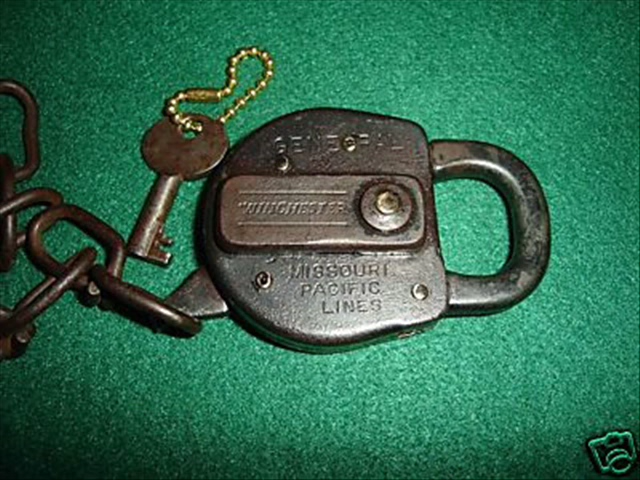 GENERAL
WINCHESTER
MISSOURI
PACIFIC
LINES